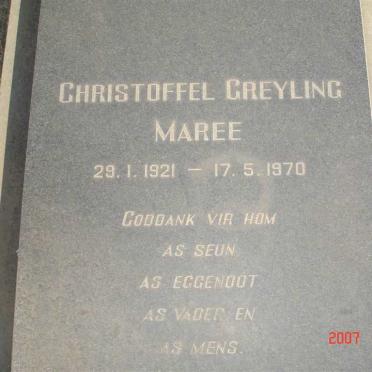 CHRISTOFFEL GREYLING
MAREE
29.1.1921 – 17.5.1970
GODDANK VIR HOM
AS SEUN
AS EGGENOOT
AS VADER EN
AS MENS.
2007